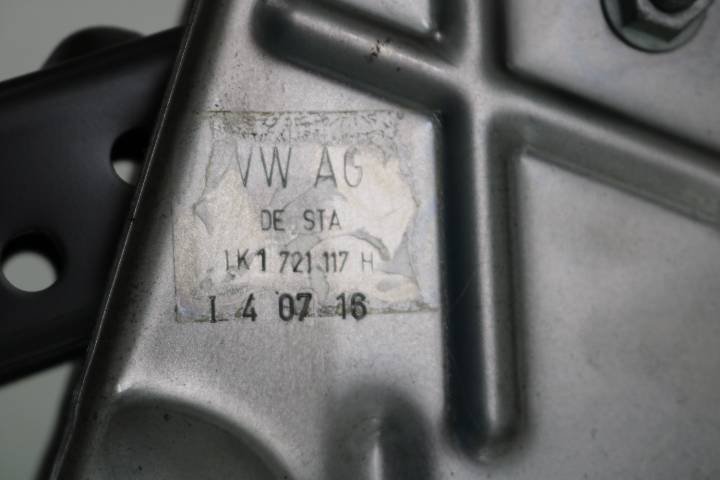 VW AG
DE STA
1K1 721 117 H
I 4 07 16